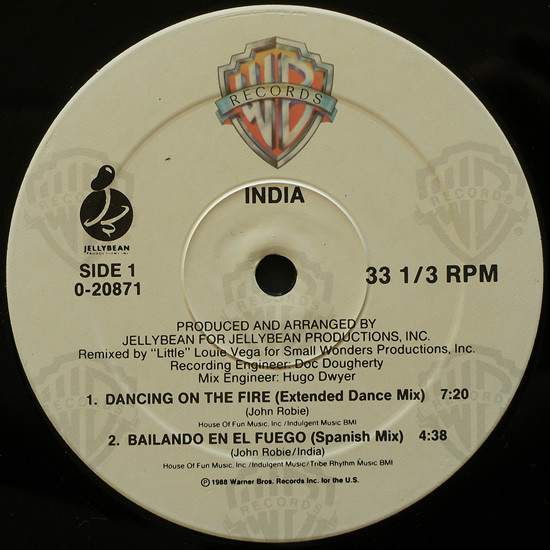 RECORDS
INDIA
JELLYBEAN
SIDE 1
0-20871
33 1/3 RPM
PRODUCED AND ARRANGED BY
JELLYBEAN FOR JELLYBEAN PRODUCTIONS, INC.
Remixed by "Little" Louie Vega for Small Wonders Productions, Inc.
Recording Engineer: Doc Dougherty
Mix Engineer: Hugo Dwyer
1. DANCING ON THE FIRE (Extended Dance Mix) 7:20
(John Robie)
House Of Fun Music, Inc/Indulgent Music BMI
2. BAILANDO EN EL FUEGO (Spanish Mix) 4:38
(John Robie/India)
House Of Fun Music, Inc./Indulgent Music/Tribe Rhythm Music BMI
Ⓟ 1988 Warner Bros. Records Inc. for the U.S.